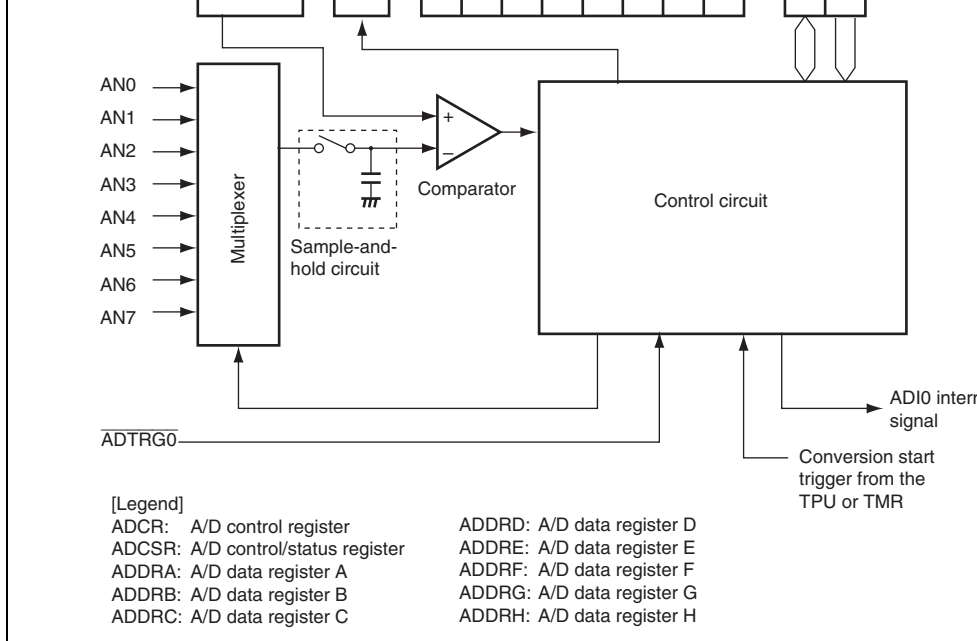 AN0
AN1
AN2
AN3
AN4
AN5
AN6
AN7
Multiplexer
+
–
Comparator
Sample-and-
hold circuit
Control circuit
ADI0
signal
ADTRG0
Conversion start
trigger from the
TPU or TMR
[Legend]
ADCR: A/D control register
ADCSR: A/D control/status register
ADDRA: A/D data register A
ADDRB: A/D data register B
ADDRC: A/D data register C
ADDRD: A/D data register D
ADDRE: A/D data register E
ADDRF: A/D data register F
ADDRG: A/D data register G
ADDRH: A/D data register H